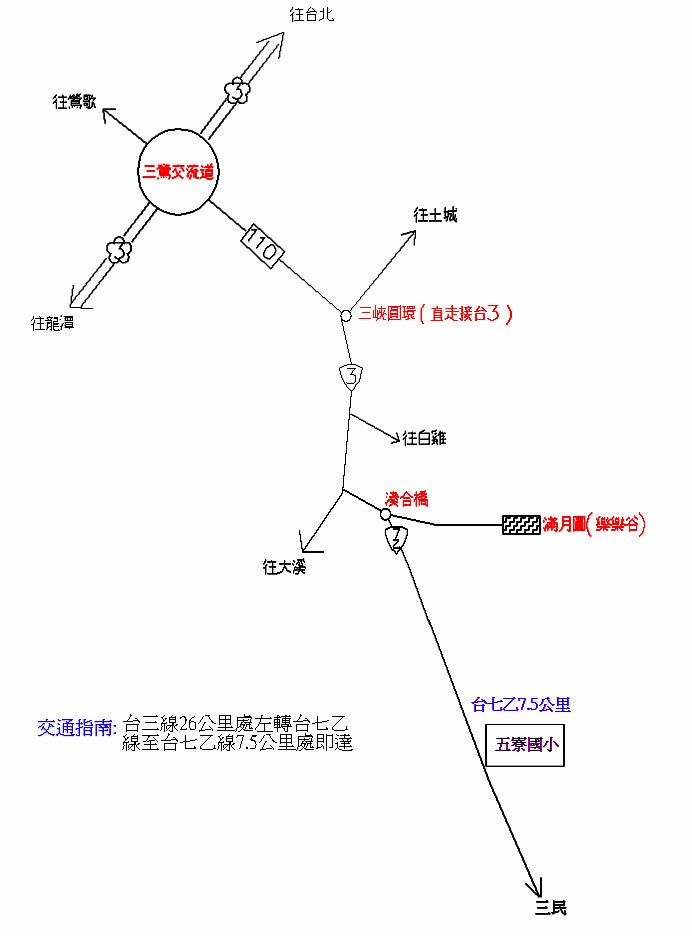 往台北
3
往鶯歌
三鶯交流道
往土城
110
3
往龍潭
三峽圓環(直走接台3)
3
往白雞
湊合橋
滿月圓(樂樂谷)
往大溪
台七乙7.5公里
交通指南:台三線26公里處左轉台七乙
線至台七乙線7.5公里處即達
五寮國小
三民